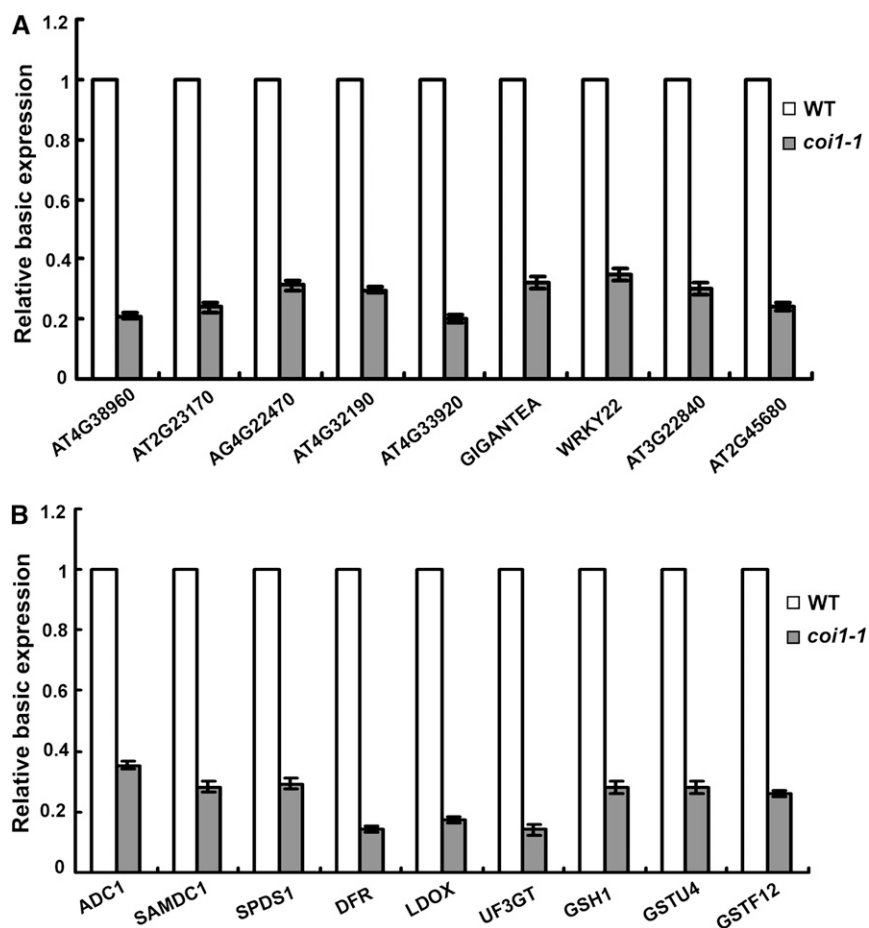 A
Relative basic expression
1.2
1
0.8
0.6
0.4
0.2
0
WT
coi1-1
AT4G38960
AT2G23170
AG4G22470
AT4G32190
AT4G33920
GIGANTEA
WRKY22
AT3G22840
AT2G45680
B
Relative basic expression
1.2
1
0.8
0.6
0.4
0.2
0
WT
coi1-1
ADC1
SAMDC1
SPDS1
DFR
LDOX
UF3GT
GSH1
GSTU4
GSTF12